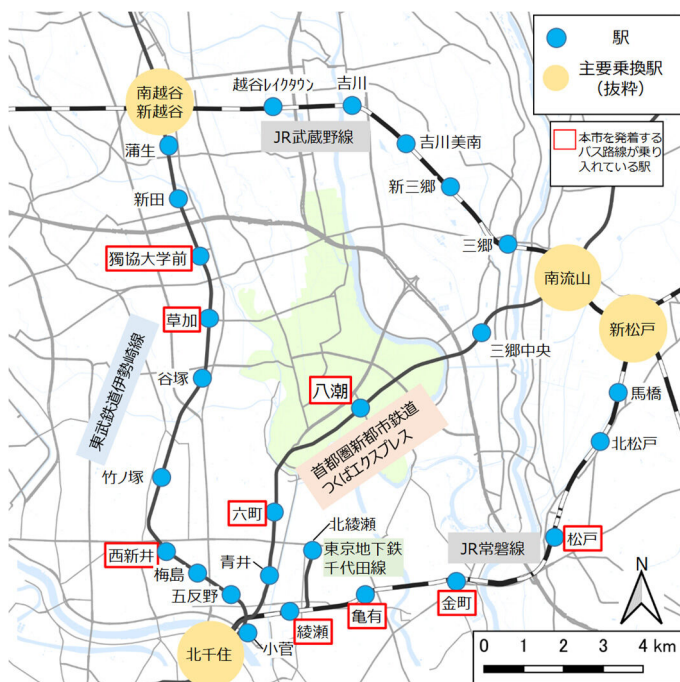 駅
主要乗換駅
(抜粋)
本市を発着する
バス路線が乗り
入れている駅
南越谷
新越谷
越谷レイクタウン
吉川
JR武蔵野線
蒲生
吉川美南
新田
新三郷
獨協大学前
三郷
南流山
草加
新松戸
三郷中央
東武鉄道伊勢崎線
谷塚
八潮
馬橋
首都圏新都市鉄道
つくばエクスプレス
北松戸
竹ノ塚
六町
北綾瀬
松戸
西新井
東京地下鉄
千代田線
JR常磐線
梅島
青井
五反野
金町
亀有
綾瀬
小菅
北千住
N
0 1 2 3 4 km